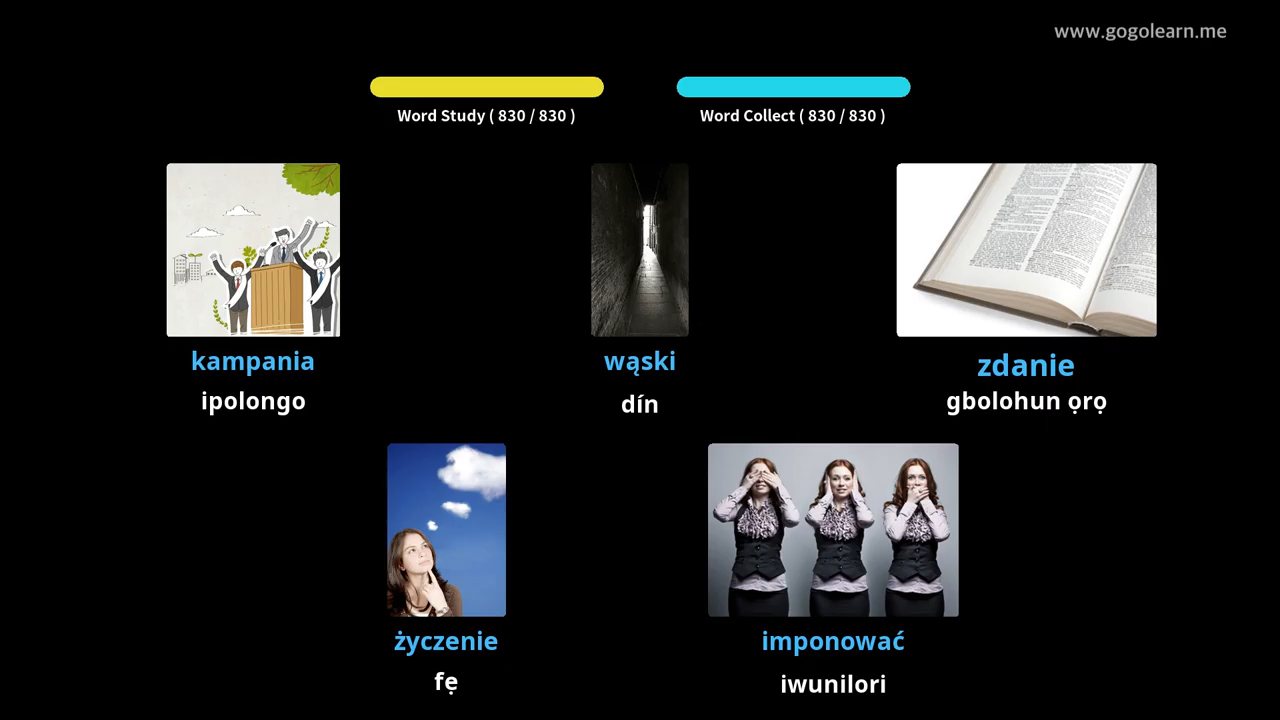 www.gogolearn.me
Word Study ( 830 / 830 )
Word Collect ( 830 / 830 )
kampania
ipolongo
wąski
dín
zdanie
gbolohun ọrọ
życzenie
fẹ
imponować
iwunilori